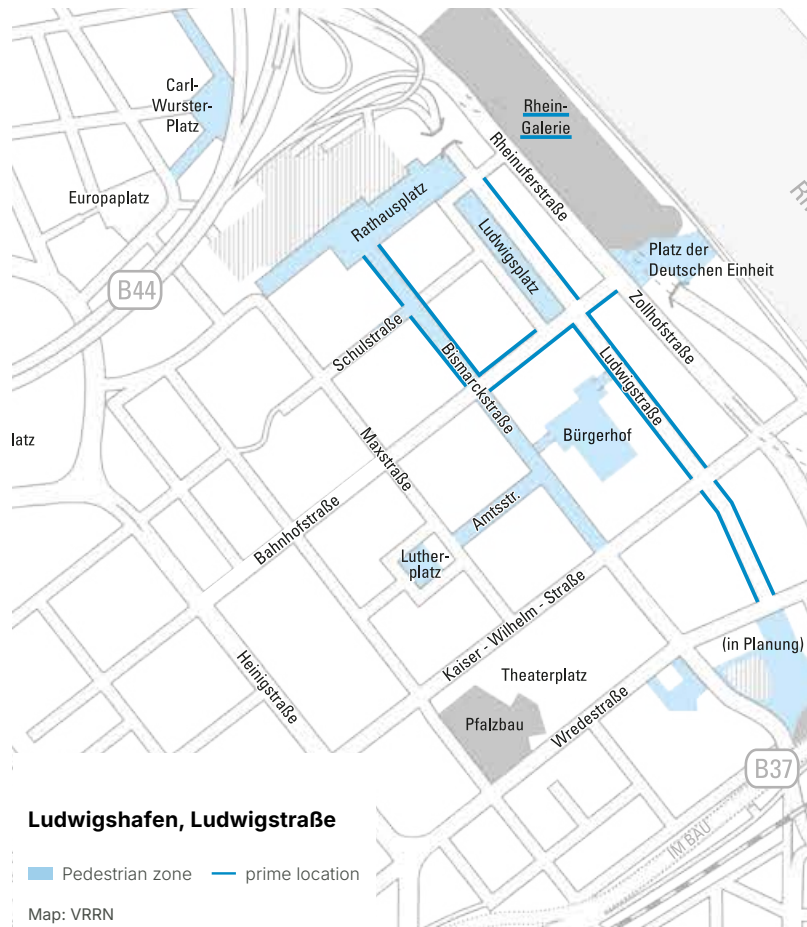 Carl-
Wurster-
Platz
Rhein-
Galerie
Rheinuferstraße
Europaplatz
Rathausplatz
Ludwigsplatz
Platz der
Deutschen Einheit
B44
Zollhofstraße
Schulstraße
Bismarckstraße
Ludwigstraße
latz
Maxstraße
Bürgerhof
Bahnhofstraße
Amtsstr.
Luther-
platz
Kaiser - Wilhelm - Straße
(in Planung)
Heinigstraße
Theaterplatz
Pfalzbau
Wredestraße
B37
IM BAU
Ludwigshafen, Ludwigstraße
Pedestrian zone
prime location
Map: VRRN